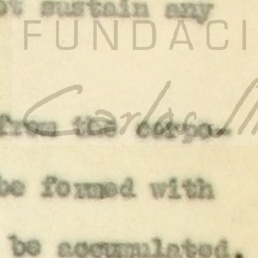 ot sustain any
FUNDACI
from the corpo-
Carlos
be formed with
be accumulated.